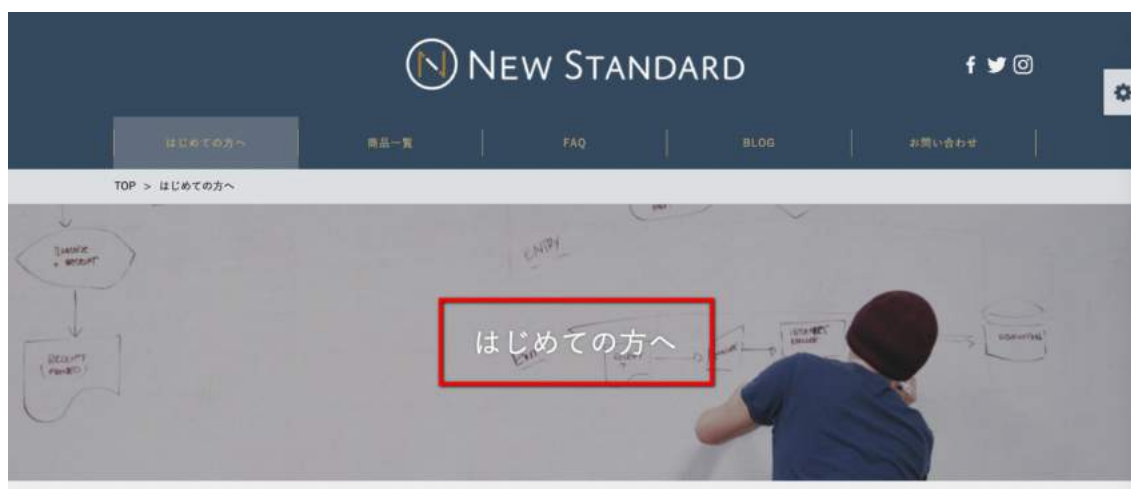 NEW STANDARD
はじめての方へ
商品一覧
FAQ
BLOG
お問い合わせ
TOP > はじめての方へ
ENTRY
はじめての方へ